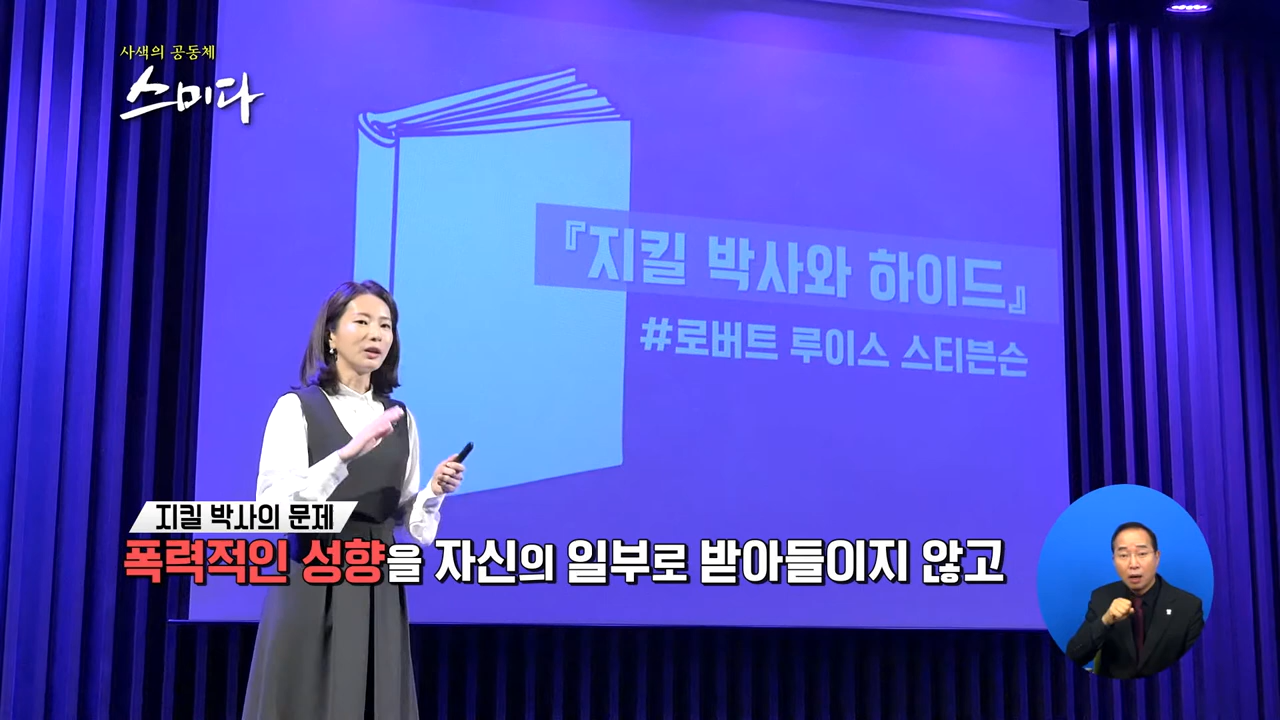 사색의 공동체
스미다
『지킬 박사와 하이드』
#로버트 루이스 스티븐슨
지킬 박사의 문제
폭력적인 성향을 자신의 일부로 받아들이지 않고